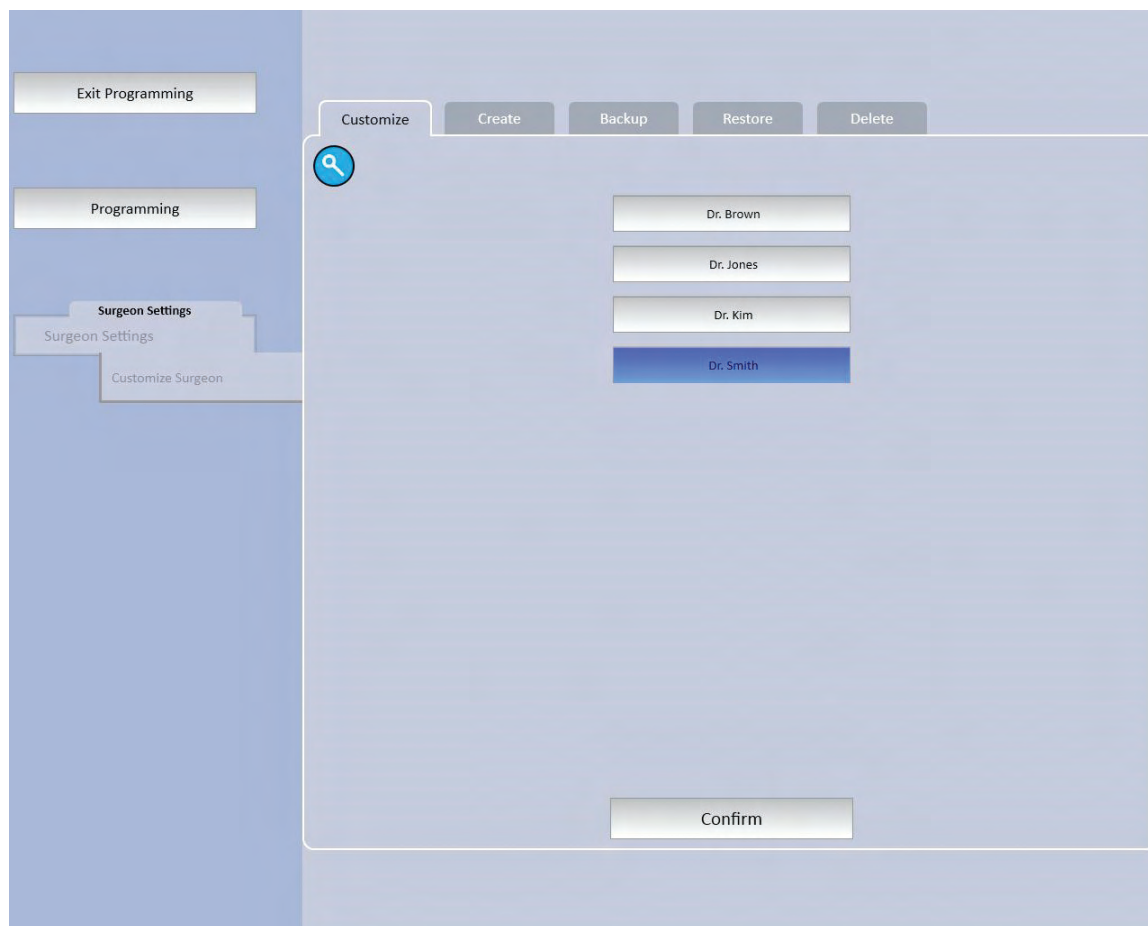 Exit Programming
Programming
Surgeon Settings
Surgeon Settings
Customize Surgeon
Customize Create Backup Restore Delete
Dr. Brown
Dr. Jones
Dr. Kim
Dr. Smith
Confirm